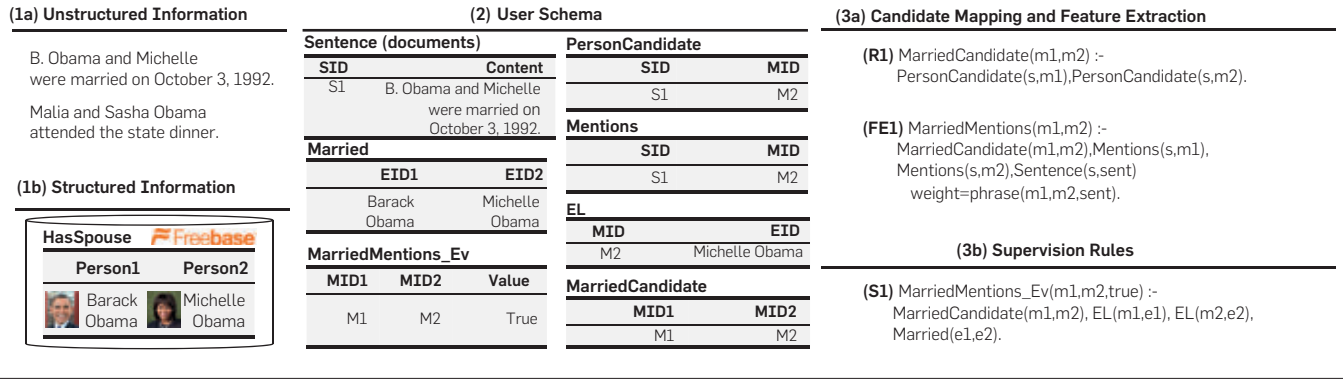 (1a) Unstructured Information
B. Obama and Michelle
were married on October 3, 1992.
Malia and Sasha Obama
attended the state dinner.
(1b) Structured Information
HasSpouse Freebase
Person1 Person2
Barack Michelle
Obama Obama
(2) User Schema
Sentence (documents)
SID Content
S1 B. Obama and Michelle
were married on
October 3, 1992.
Married
EID1 EID2
Barack Michelle
Obama Obama
MarriedMentions_Ev
MID1 MID2 Value
M1 M2 True
PersonCandidate
SID MID
S1 M2
Mentions
SID MID
S1 M2
EL
MID EID
M2 Michelle Obama
MarriedCandidate
MID1 MID2
M1 M2
(3a) Candidate Mapping and Feature Extraction
(R1) MarriedCandidate(m1,m2) :-
PersonCandidate(s,m1),PersonCandidate(s,m2).
(FE1) MarriedMentions(m1,m2) :-
MarriedCandidate(m1,m2),Mentions(s,m1),
Mentions(s,m2),Sentence(s,sent)
weight=phrase(m1,m2,sent).
(3b) Supervision Rules
(S1) MarriedMentions_Ev(m1,m2,true) :-
MarriedCandidate(m1,m2), EL(m1,e1), EL(m2,e2),
Married(e1,e2).